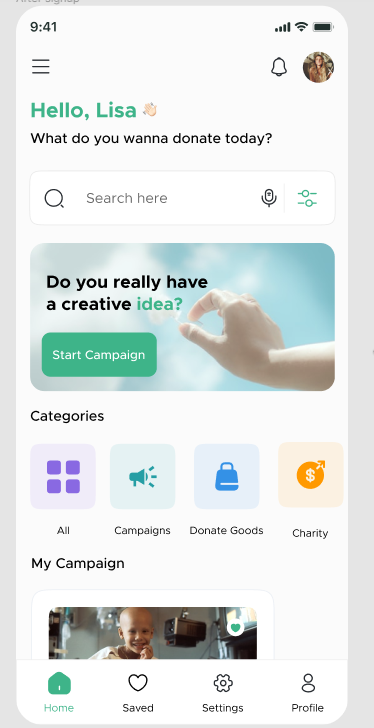 After Signup
9:41
Hello, Lisa 👋🏻
What do you wanna donate today?
Search here
Do you really have
a creative idea?
Start Campaign
Categories
All
Campaigns
Donate Goods
Charity
My Campaign
Home
Saved
Settings
Profile